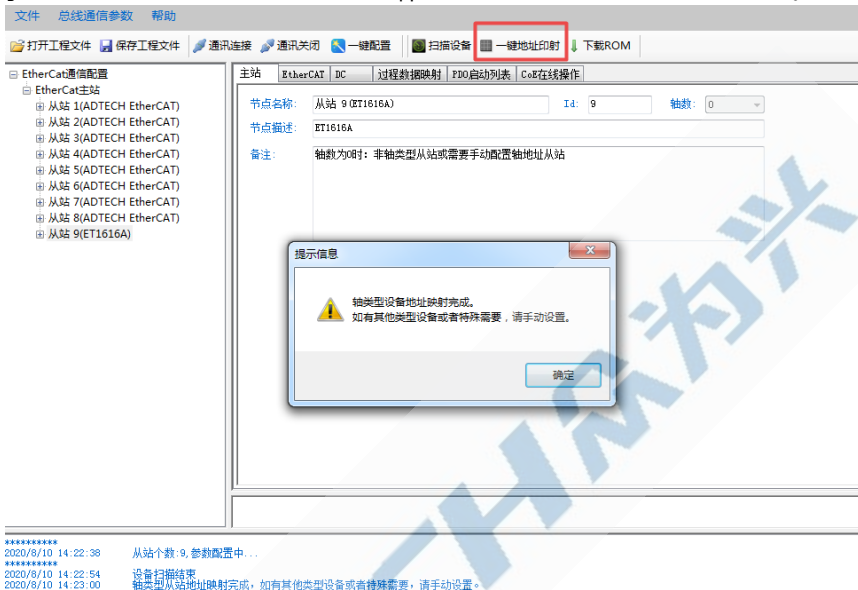 文件 总线通信参数 帮助
打开工程文件 保存工程文件 通讯连接 通讯关闭 一键配置 扫描设备 一键地址印射 下载ROM
EtherCat通信配置
EtherCat主站
从站 1(ADTECH EtherCAT)
从站 2(ADTECH EtherCAT)
从站 3(ADTECH EtherCAT)
从站 4(ADTECH EtherCAT)
从站 5(ADTECH EtherCAT)
从站 6(ADTECH EtherCAT)
从站 7(ADTECH EtherCAT)
从站 8(ADTECH EtherCAT)
从站 9(ET1616A)
主站 EtherCAT DC 过程数据映射 PDO启动列表 CoE在线操作
节点名称: 从站 9(ET1616A) Id: 9 轴数: 0
节点描述: ET1616A
备注: 轴数为0时: 非轴类型从站或需要手动配置轴地址从站
提示信息
轴类型设备地址映射完成。
如有其他类型设备或者特殊需要，请手动设置。
确定
**********
2020/8/10 14:22:38 从站个数:9,参数配置中...
**********
2020/8/10 14:22:54 设备扫描结束
2020/8/10 14:23:00 轴类型从站地址映射完成，如有其他类型设备或者特殊需要，请手动设置。